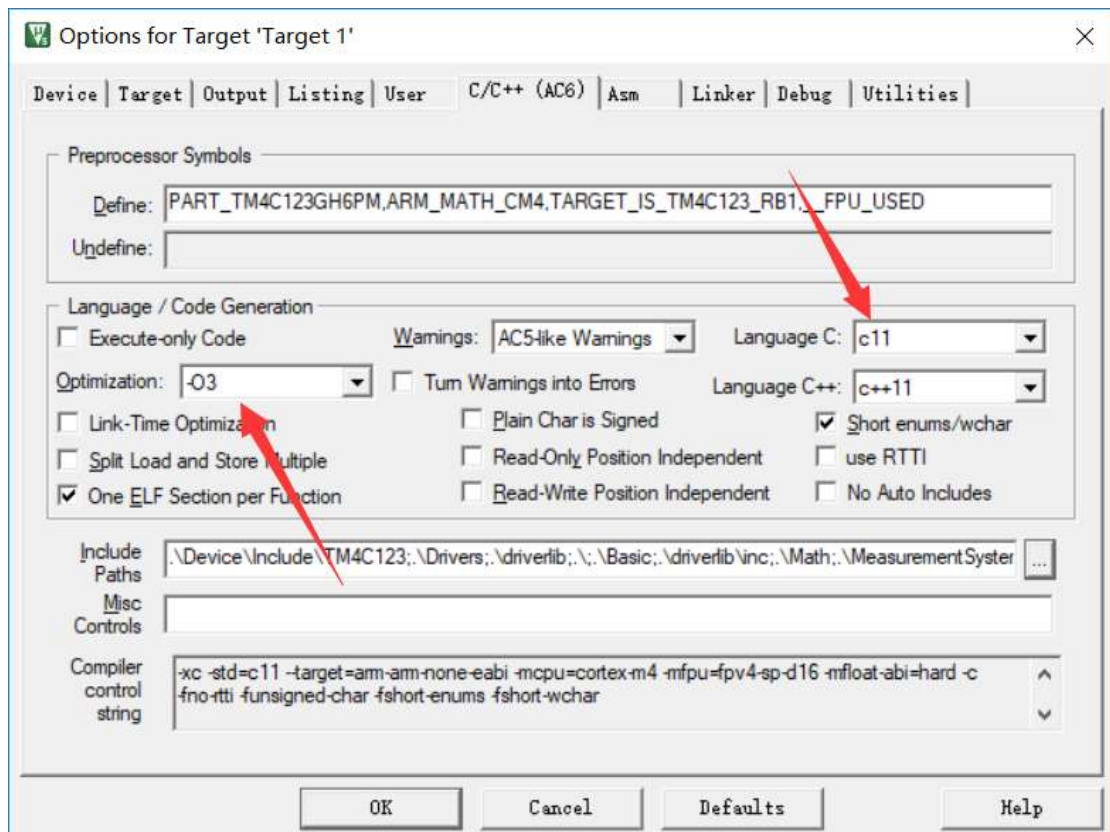 Options for Target 'Target 1'
Device Target Output Listing User C/C++ (AC6) Asm Linker Debug Utilities
Preprocessor Symbols
Define: PART_TM4C123GH6PM,ARM_MATH_CM4,TARGET_IS_TM4C123_RB1,__FPU_USED
Undefine:
Language / Code Generation
Execute-only Code Warnings: AC5-like Warnings Language C: c11
Optimization: -O3 Turn Warnings into Errors Language C++: c++11
Link-Time Optimization Plain Char is Signed Short enums/wchar
Split Load and Store Multiple Read-Only Position Independent use RTTI
One ELF Section per Function Read-Write Position Independent No Auto Includes
Include Paths .\Device\Include\TM4C123;.\Drivers;.\driverlib;.\;.\Basic;.\driverlib\inc;.\Math;.\MeasurementSyster ...
Misc Controls
Compiler control string -xc -std=c11 --target=arm-arm-none-eabi -mcpu=cortex-m4 -mfpu=fpv4-sp-d16 -mfloat-abi=hard -c
-fno-rtti -funsigned-char -fshort-enums -fshort-wchar
OK Cancel Defaults Help